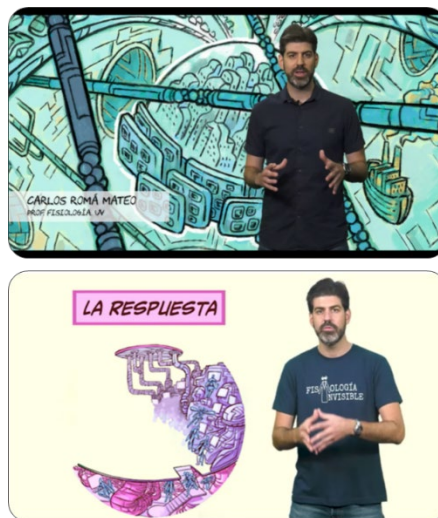 CARLOS ROMÁ MATEO
PROF FISIOLOGÍA UV
LA RESPUESTA
FISIOLOGÍA
INVISIBLE